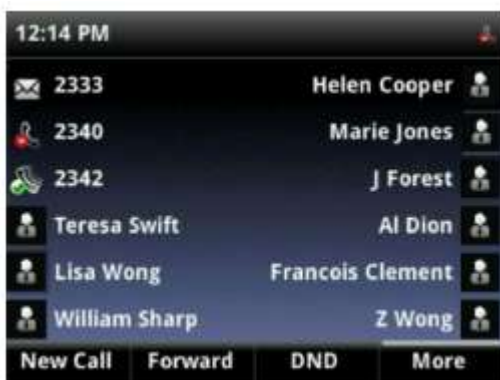 12:14 PM
2333 Helen Cooper
2340 Marie Jones
2342 J Forest
Teresa Swift Al Dion
Lisa Wong Francois Clement
William Sharp Z Wong
New Call Forward DND More